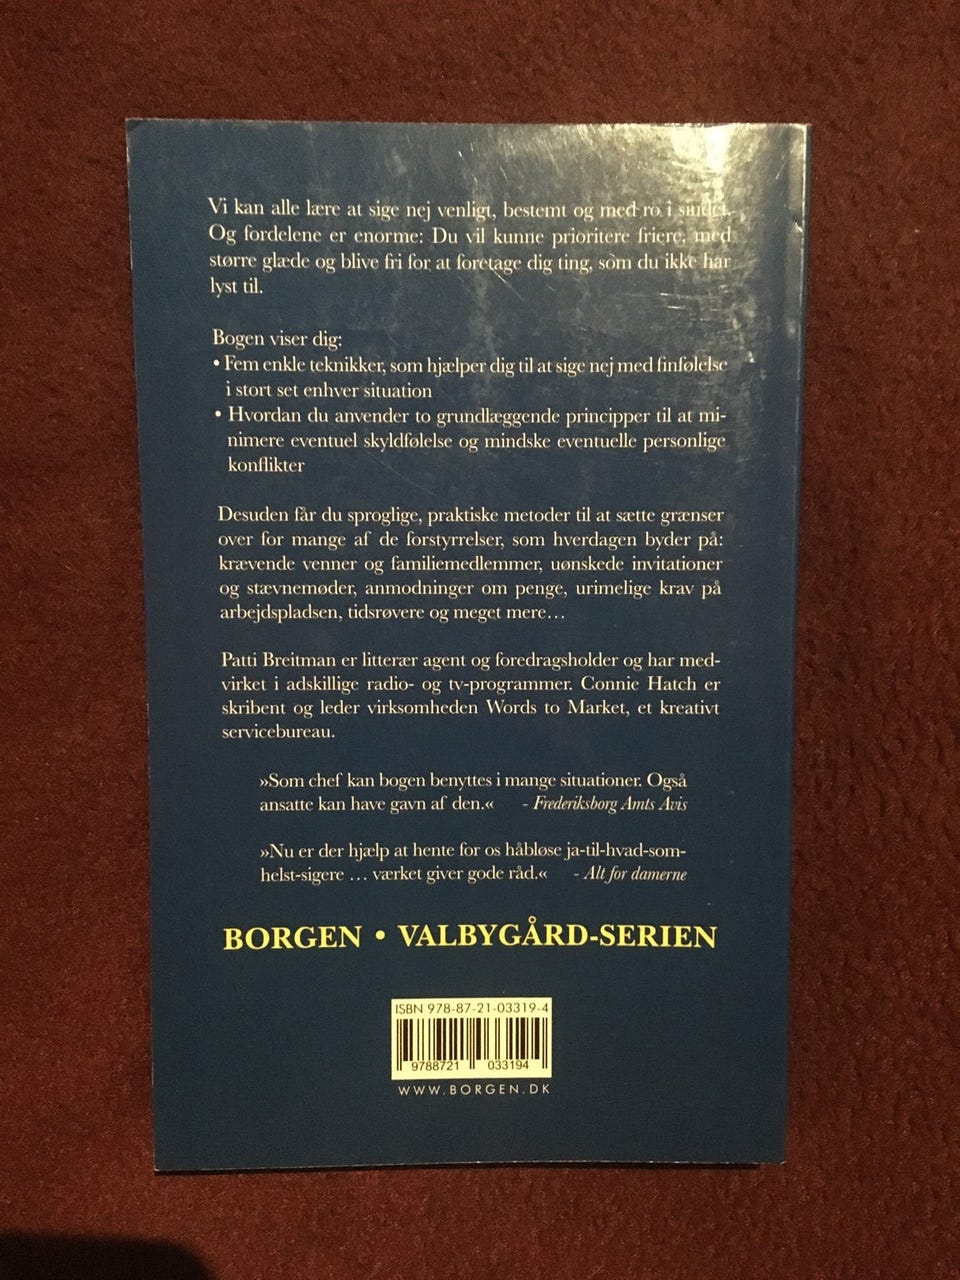 Vi kan alle lære at sige nej venligt, bestemt og med ro i sindet.
Og fordelene er enorme: Du vil kunne prioritere friere, med
større glæde og blive fri for at foretage dig ting, som du ikke har
lyst til.
Bogen viser dig:
• Fem enkle teknikker, som hjælper dig til at sige nej med finfølelse
i stort set enhver situation
• Hvordan du anvender to grundlæggende principper til at mi-
nimere eventuel skyldfølelse og mindske eventuelle personlige
konflikter
Desuden får du sproglige, praktiske metoder til at sætte grænser
over for mange af de forstyrrelser, som hverdagen byder på:
krævende venner og familiemedlemmer, uønskede invitationer
og stævnemøder, anmodninger om penge, urimelige krav på
arbejdspladsen, tidsrøvere og meget mere…
Patti Breitman er litterær agent og foredragsholder og har med-
virket i adskillige radio- og tv-programmer. Connie Hatch er
skribent og leder virksomheden Words to Market, et kreativt
servicebureau.
»Som chef kan bogen benyttes i mange situationer. Også
ansatte kan have gavn af den.« - Frederiksborg Amts Avis
»Nu er der hjælp at hente for os håbløse ja-til-hvad-som-
helst-sigere … værket giver gode råd.« - Alt for damerne
BORGEN • VALBYGÅRD-SERIEN
ISBN 978-87-21-03319-4
9788721 033194
WWW.BORGEN.DK